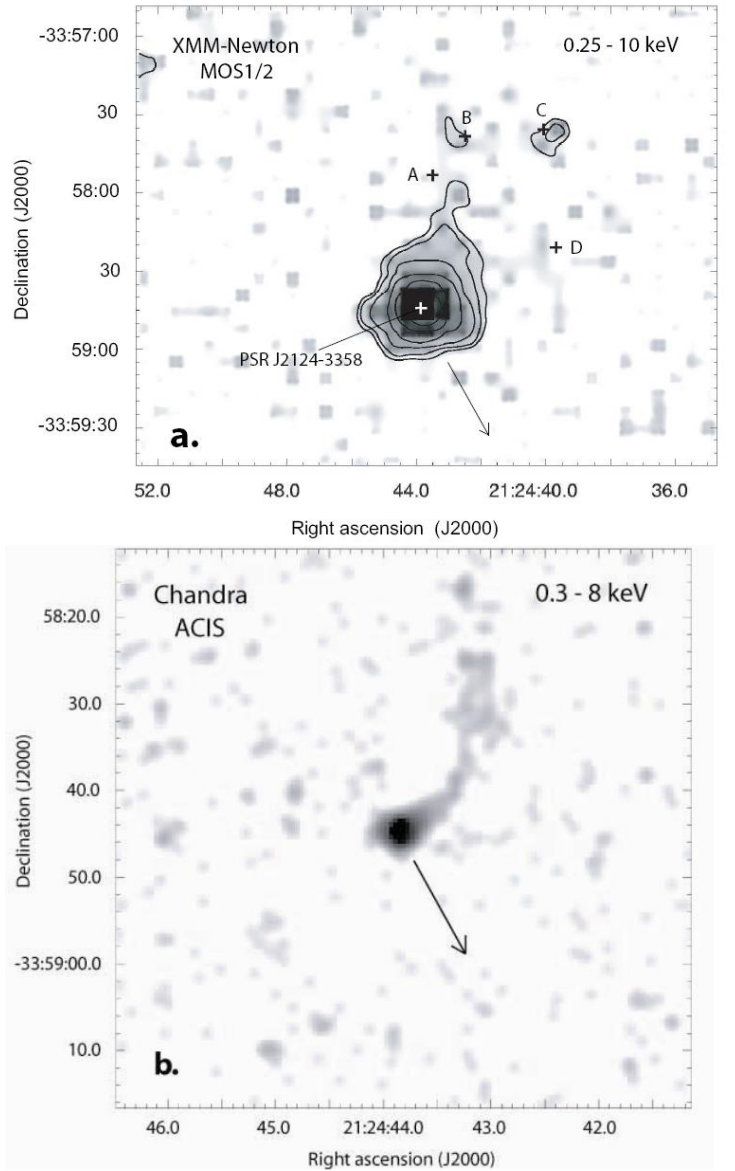 -33:57:00
XMM-Newton
MOS1/2
0.25 - 10 keV
30
B
C
A
58:00
D
30
PSR J2124-3358
59:00
-33:59:30
a.
52.0 48.0 44.0 21:24:40.0 36.0
Right ascension (J2000)
Declination (J2000)
Chandra
ACIS
0.3 - 8 keV
58:20.0
30.0
40.0
50.0
-33:59:00.0
10.0
b.
46.0 45.0 21:24:44.0 43.0 42.0
Right ascension (J2000)
Declination (J2000)